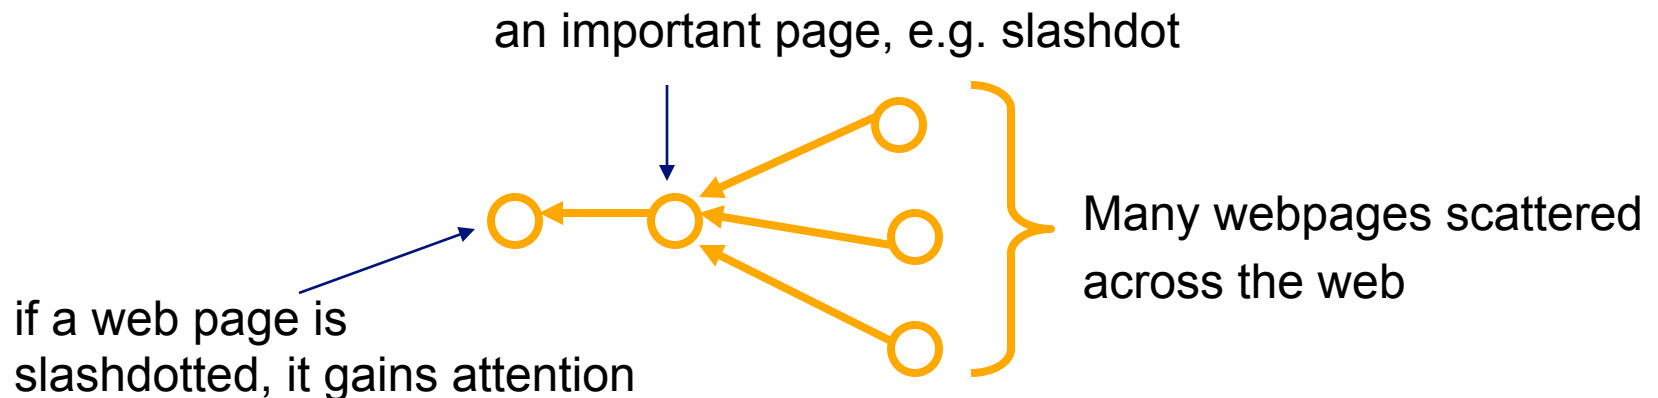 an important page, e.g. slashdot
Many webpages scattered
across the web
if a web page is
slashdotted, it gains attention